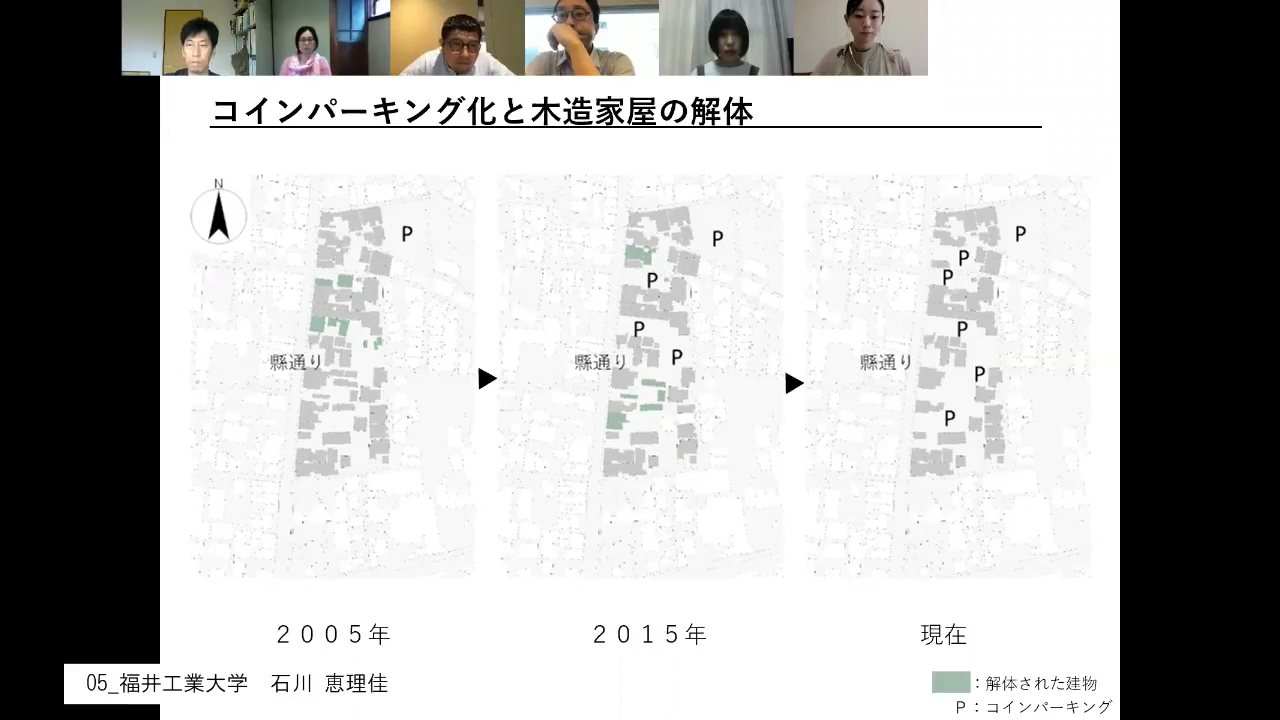 コインパーキング化と木造家屋の解体
N
P
P
P
P
P
P
P
P
P
P
P
縣通り
縣通り
縣通り
２００５年
２０１５年
現在
05_福井工業大学　石川 恵理佳
：解体された建物
P：コインパーキング